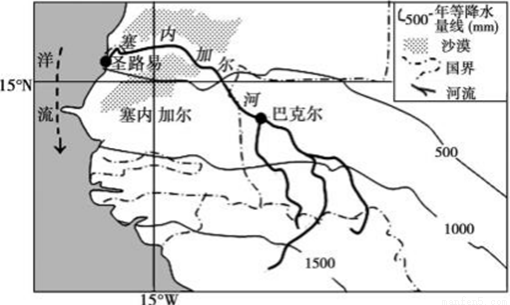 500 年等降水
量线(mm)
沙漠
国界
河流
塞 内 加 尔 河
洋
流
圣路易
15°N
塞内加尔
巴克尔
500
1000
1500
15°W